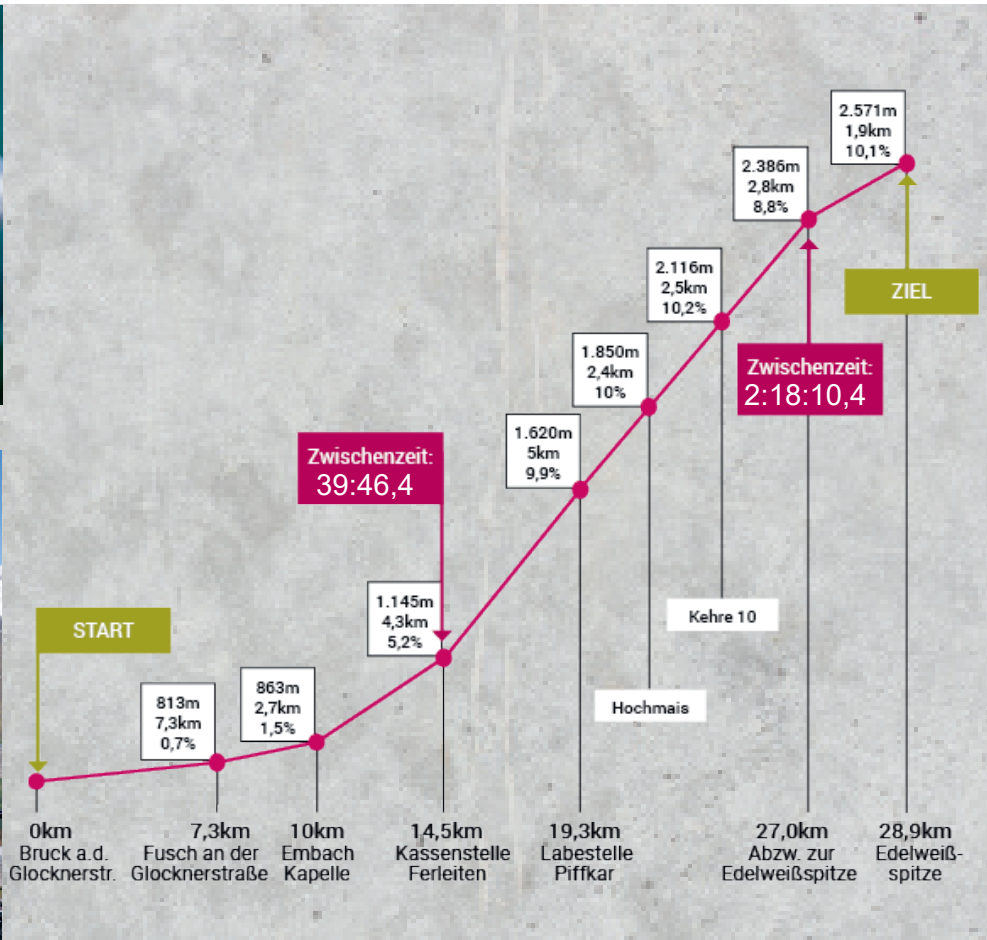 2.571m
1,9km
10,1%
2.386m
2,8km
8,8%
2.116m
2,5km
10,2%
ZIEL
1.850m
2,4km
10%
Zwischenzeit:
2:18:10,4
1.620m
5km
9,9%
Zwischenzeit:
39:46,4
1.145m
4,3km
5,2%
START
Kehre 10
813m
7,3km
0,7%
863m
2,7km
1,5%
Hochmais
0km
Bruck a.d.
Glocknerstr.
7,3km
Fusch an der
Glocknerstraße
10km
Embach
Kapelle
14,5km
Kassenstelle
Ferleiten
19,3km
Labestelle
Piffkar
27,0km
Abzw. zur
Edelweißspitze
28,9km
Edelweiß-
spitze